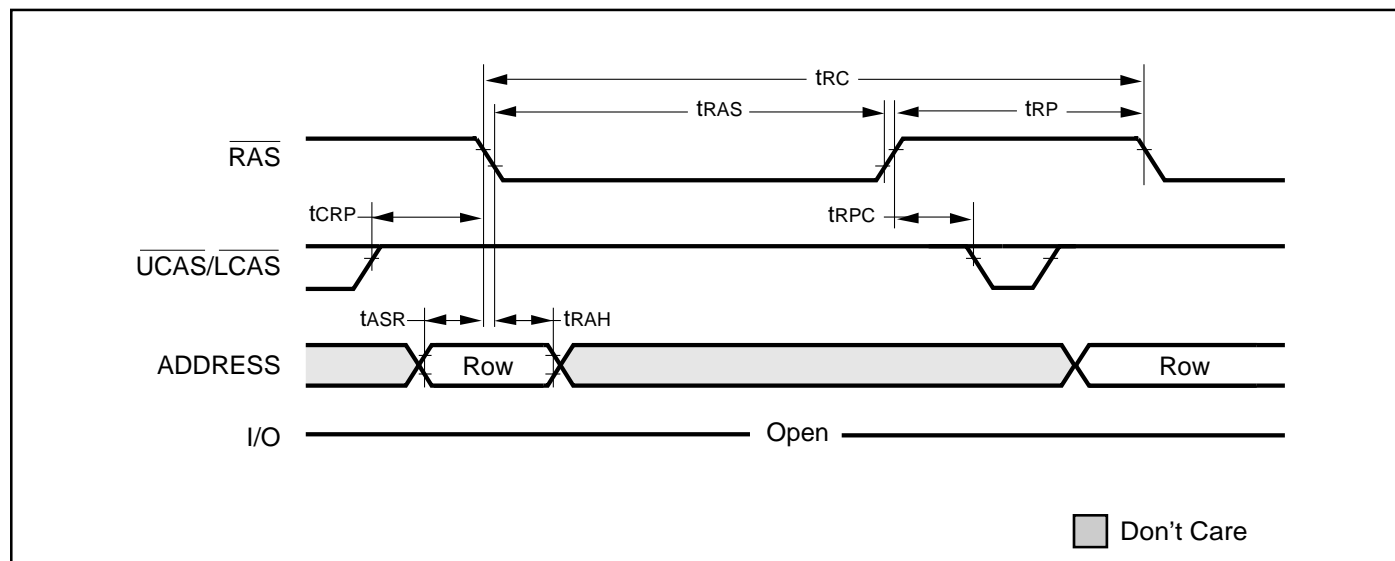 tRC
tRAS
tRP
RAS
tCRP
tRPC
UCAS/LCAS
tASR
tRAH
ADDRESS
Row
Row
I/O
Open
Don't Care